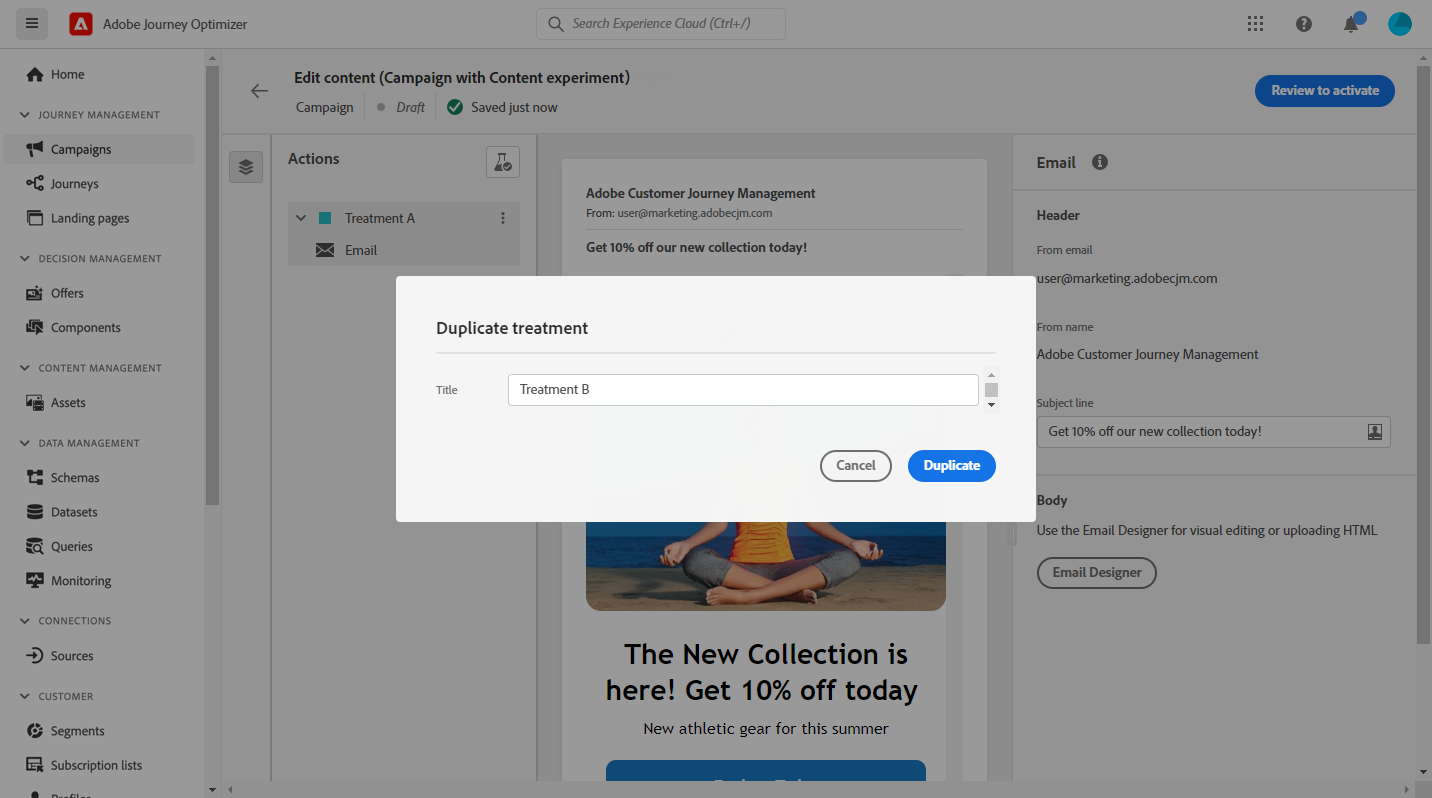 Adobe Journey Optimizer
Search Experience Cloud (Ctrl+/)
Home
JOURNEY MANAGEMENT
Campaigns
Journeys
Landing pages
DECISION MANAGEMENT
Offers
Components
CONTENT MANAGEMENT
Assets
DATA MANAGEMENT
Schemas
Datasets
Queries
Monitoring
CONNECTIONS
Sources
CUSTOMER
Segments
Subscription lists
Profiles
Edit content (Campaign with Content experiment)
Campaign
Draft
Saved just now
Review to activate
Actions
Treatment A
Email
Adobe Customer Journey Management
From: user@marketing.adobecjm.com
Get 10% off our new collection today!
Duplicate treatment
Title
Treatment B
Cancel
Duplicate
The New Collection is
here! Get 10% off today
New athletic gear for this summer
Email
Header
From email
user@marketing.adobecjm.com
From name
Adobe Customer Journey Management
Subject line
Get 10% off our new collection today!
Body
Use the Email Designer for visual editing or uploading HTML
Email Designer